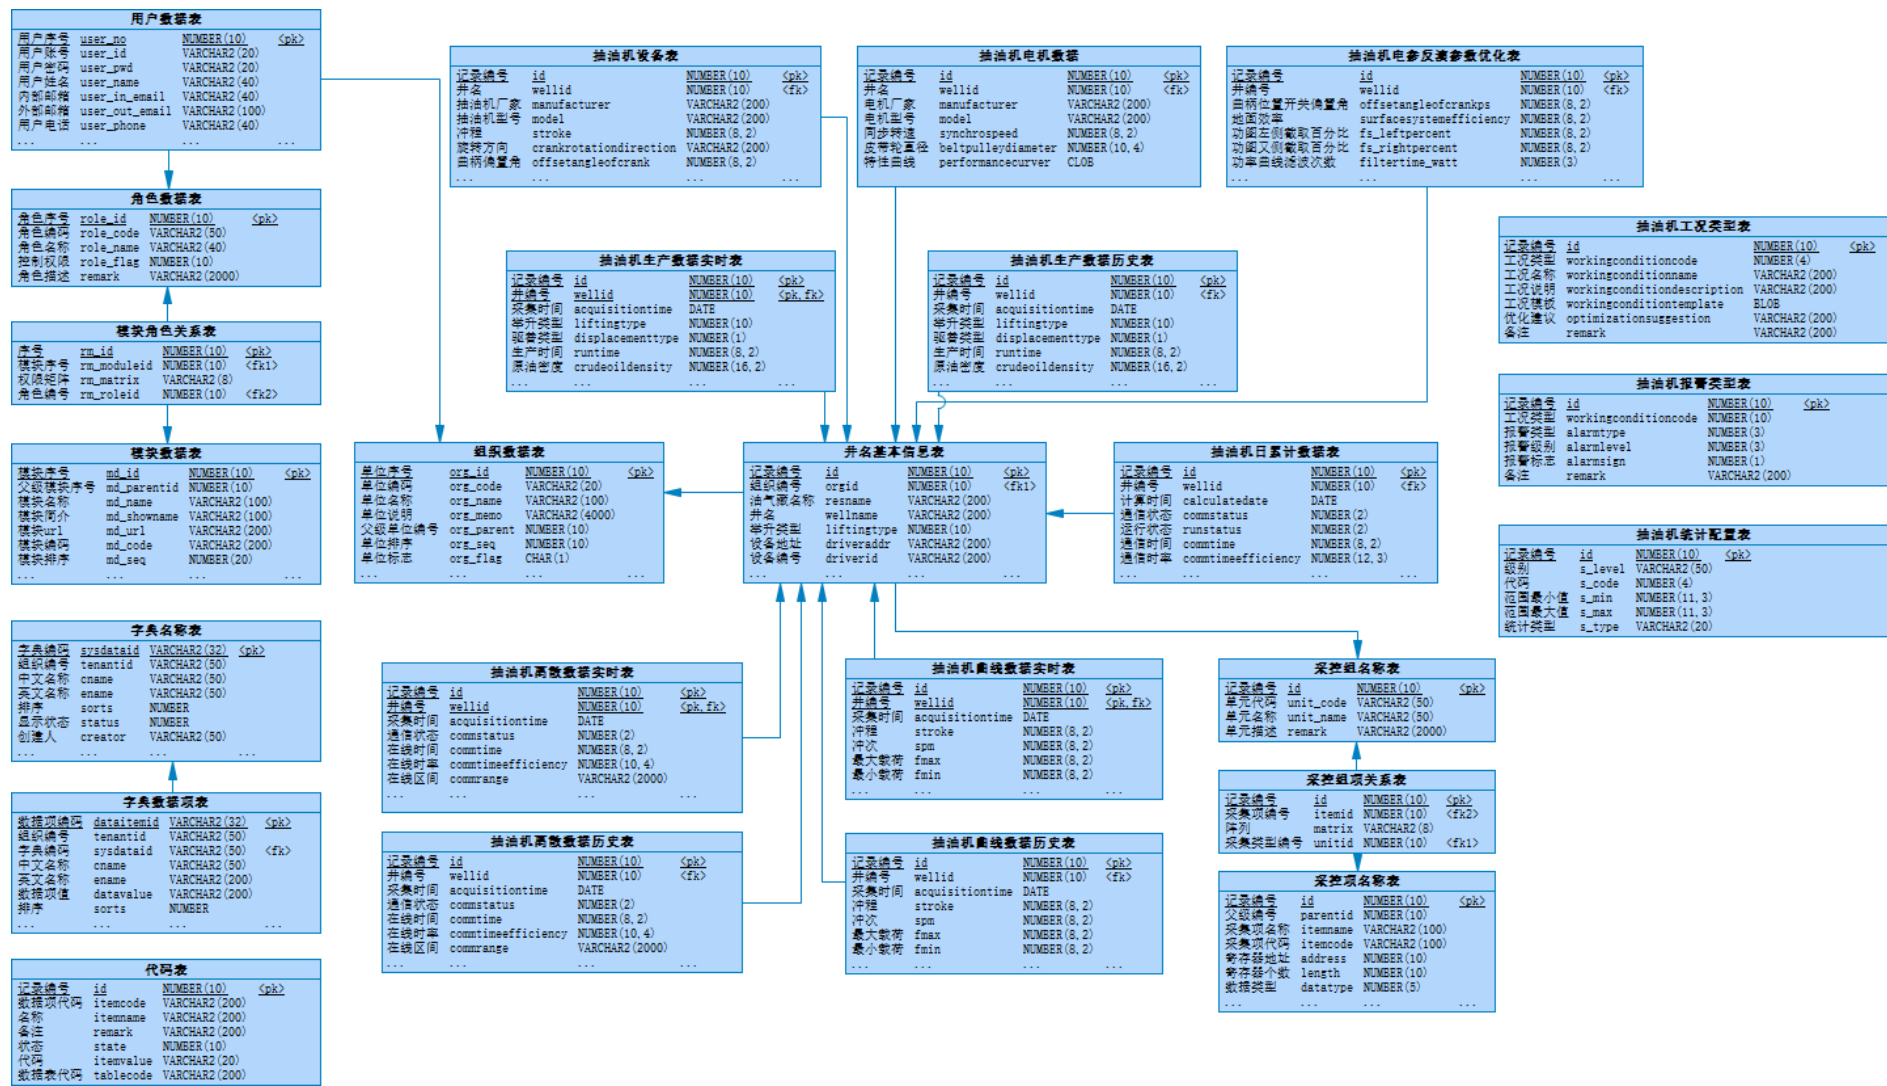 用户数据表
用户序号 user_no NUMBER(10) <pk>
用户账号 user_id VARCHAR2(20)
用户密码 user_pwd VARCHAR2(20)
用户姓名 user_name VARCHAR2(40)
内部邮箱 user_in_email VARCHAR2(40)
外部邮箱 user_out_email VARCHAR2(100)
用户电话 user_phone VARCHAR2(40)
... ... ... ...
角色数据表
角色序号 role_id NUMBER(10) <pk>
角色编码 role_code VARCHAR2(50)
角色名称 role_name VARCHAR2(40)
控制权限 role_flag NUMBER(10)
角色描述 remark VARCHAR2(2000)
模块角色关系表
序号 rm_id NUMBER(10) <pk>
模块序号 rm_moduleid NUMBER(10) <fk1>
权限矩阵 rm_matrix VARCHAR2(8)
角色编号 rm_roleid NUMBER(10) <fk2>
模块数据表
模块序号 md_id NUMBER(10) <pk>
父级模块序号 md_parentid NUMBER(10)
模块名称 md_name VARCHAR2(100)
模块简介 md_showname VARCHAR2(100)
模块url md_url VARCHAR2(200)
模块编码 md_code VARCHAR2(200)
模块排序 md_seq NUMBER(20)
... ... ... ...
字典名称表
字典编码 sysdataid VARCHAR2(32) <pk>
组织编号 tenantid VARCHAR2(50)
中文名称 cname VARCHAR2(50)
英文名称 ename VARCHAR2(50)
排序 sorts NUMBER
显示状态 status NUMBER
创建人 creator VARCHAR2(50)
... ... ... ...
字典数据项表
数据项编码 dataitemid VARCHAR2(32) <pk>
组织编号 tenantid VARCHAR2(50)
字典编码 sysdataid VARCHAR2(50) <fk>
中文名称 cname VARCHAR2(50)
英文名称 ename VARCHAR2(200)
数据项值 datavalue VARCHAR2(200)
排序 sorts NUMBER
... ... ... ...
代码表
记录编号 id NUMBER(10) <pk>
数据项代码 itemcode VARCHAR2(200)
名称 itemname VARCHAR2(200)
备注 remark VARCHAR2(200)
状态 state NUMBER(10)
代码 itemvalue VARCHAR2(20)
数据表代码 tablecode VARCHAR2(200)
抽油机设备表
记录编号 id NUMBER(10) <pk>
井名 wellid NUMBER(10) <fk>
抽油机厂家 manufacturer VARCHAR2(200)
抽油机型号 model VARCHAR2(200)
冲程 stroke NUMBER(8,2)
旋转方向 crankrotationdirection VARCHAR2(200)
曲柄偏置角 offsetangleofcrank NUMBER(8,2)
... ... ... ...
抽油机电机数据
记录编号 id NUMBER(10) <pk>
井名 wellid NUMBER(10) <fk>
电机厂家 manufacturer VARCHAR2(200)
电机型号 model VARCHAR2(200)
同步转速 synchrospeed NUMBER(8,2)
皮带轮直径 beltpulleydiameter NUMBER(10,4)
特性曲线 performancecurver CLOB
... ... ... ...
抽油机电参反演参数优化表
记录编号 id NUMBER(10) <pk>
井编号 wellid NUMBER(10) <fk>
曲柄位置开关偏置角 offsetangleofcrankps NUMBER(8,2)
地面效率 surfacesystemefficiency NUMBER(8,2)
功图左侧截取百分比 fs_leftpercent NUMBER(8,2)
功图又侧截取百分比 fs_rightpercent NUMBER(8,2)
功率曲线滤波次数 filtertime_watt NUMBER(3)
... ... ... ...
抽油机生产数据实时表
记录编号 id NUMBER(10) <pk>
井编号 wellid NUMBER(10) <pk,fk>
采集时间 acquisitiontime DATE
举升类型 liftingtype NUMBER(10)
驱替类型 displacementtype NUMBER(1)
生产时间 runtime NUMBER(8,2)
原油密度 crudeoildensity NUMBER(16,2)
... ... ... ...
抽油机生产数据历史表
记录编号 id NUMBER(10) <pk>
井编号 wellid NUMBER(10) <fk>
采集时间 acquisitiontime DATE
举升类型 liftingtype NUMBER(10)
驱替类型 displacementtype NUMBER(1)
生产时间 runtime NUMBER(8,2)
原油密度 crudeoildensity NUMBER(16,2)
... ... ... ...
组织数据表
单位序号 org_id NUMBER(10) <pk>
单位编码 org_code VARCHAR2(20)
单位名称 org_name VARCHAR2(100)
单位说明 org_memo VARCHAR2(4000)
父级单位编号 org_parent NUMBER(10)
单位排序 org_seq NUMBER(10)
单位标志 org_flag CHAR(1)
... ... ... ...
井名基本信息表
记录编号 id NUMBER(10) <pk>
组织编号 orgid NUMBER(10) <fk1>
油气藏名称 resname VARCHAR2(200)
井名 wellname VARCHAR2(200)
举升类型 liftingtype NUMBER(10)
设备地址 driveraddr VARCHAR2(200)
设备编号 driverid VARCHAR2(200)
... ... ... ...
抽油机日累计数据表
记录编号 id NUMBER(10) <pk>
井编号 wellid NUMBER(10) <fk>
计算时间 calculatedate DATE
通信状态 commstatus NUMBER(2)
运行状态 runstatus NUMBER(2)
通信时间 commtime NUMBER(8,2)
通信时率 commtimeefficiency NUMBER(12,3)
... ... ... ...
抽油机离散数据实时表
记录编号 id NUMBER(10) <pk>
井编号 wellid NUMBER(10) <pk,fk>
采集时间 acquisitiontime DATE
通信状态 commstatus NUMBER(2)
在线时间 commtime NUMBER(8,2)
在线时率 commtimeefficiency NUMBER(10,4)
在线区间 commrange VARCHAR2(2000)
... ... ... ...
抽油机离散数据历史表
记录编号 id NUMBER(10) <pk>
井编号 wellid NUMBER(10) <fk>
采集时间 acquisitiontime DATE
通信状态 commstatus NUMBER(2)
在线时间 commtime NUMBER(8,2)
在线时率 commtimeefficiency NUMBER(10,4)
在线区间 commrange VARCHAR2(2000)
... ... ... ...
抽油机曲线数据实时表
记录编号 id NUMBER(10) <pk>
井编号 wellid NUMBER(10) <pk,fk>
采集时间 acquisitiontime DATE
冲程 stroke NUMBER(8,2)
冲次 spm NUMBER(8,2)
最大载荷 fmax NUMBER(8,2)
最小载荷 fmin NUMBER(8,2)
... ... ... ...
抽油机曲线数据历史表
记录编号 id NUMBER(10) <pk>
井编号 wellid NUMBER(10) <fk>
采集时间 acquisitiontime DATE
冲程 stroke NUMBER(8,2)
冲次 spm NUMBER(8,2)
最大载荷 fmax NUMBER(8,2)
最小载荷 fmin NUMBER(8,2)
... ... ... ...
抽油机工况类型表
记录编号 id NUMBER(10) <pk>
工况类型 workingconditioncode NUMBER(4)
工况名称 workingconditionname VARCHAR2(200)
工况说明 workingconditiondescription VARCHAR2(200)
工况模板 workingconditiontemplate BLOB
优化建议 optimizationsuggestion VARCHAR2(200)
备注 remark VARCHAR2(200)
抽油机报警类型表
记录编号 id NUMBER(10) <pk>
工况类型 workingconditioncode NUMBER(10)
报警类型 alarmtype NUMBER(3)
报警级别 alarmlevel NUMBER(3)
报警标志 alarmsign NUMBER(1)
备注 remark VARCHAR2(200)
抽油机统计配置表
记录编号 id NUMBER(10) <pk>
级别 s_level VARCHAR2(50)
代码 s_code NUMBER(4)
范围最小值 s_min NUMBER(11,3)
范围最大值 s_max NUMBER(11,3)
统计类型 s_type VARCHAR2(20)
采控组名称表
记录编号 id NUMBER(10) <pk>
单元代码 unit_code VARCHAR2(50)
单元名称 unit_name VARCHAR2(50)
单元描述 remark VARCHAR2(2000)
采控组项关系表
记录编号 id NUMBER(10) <pk>
采集项编号 itemid NUMBER(10) <fk2>
阵列 matrix VARCHAR2(8)
采集类型编号 unitid NUMBER(10) <fk1>
采控项名称表
记录编号 id NUMBER(10) <pk>
父级编号 parentid NUMBER(10)
采集项名称 itemname VARCHAR2(100)
采集项代码 itemcode VARCHAR2(100)
寄存器地址 address NUMBER(10)
寄存器个数 length NUMBER(10)
数据类型 datatype NUMBER(5)
... ... ... ...